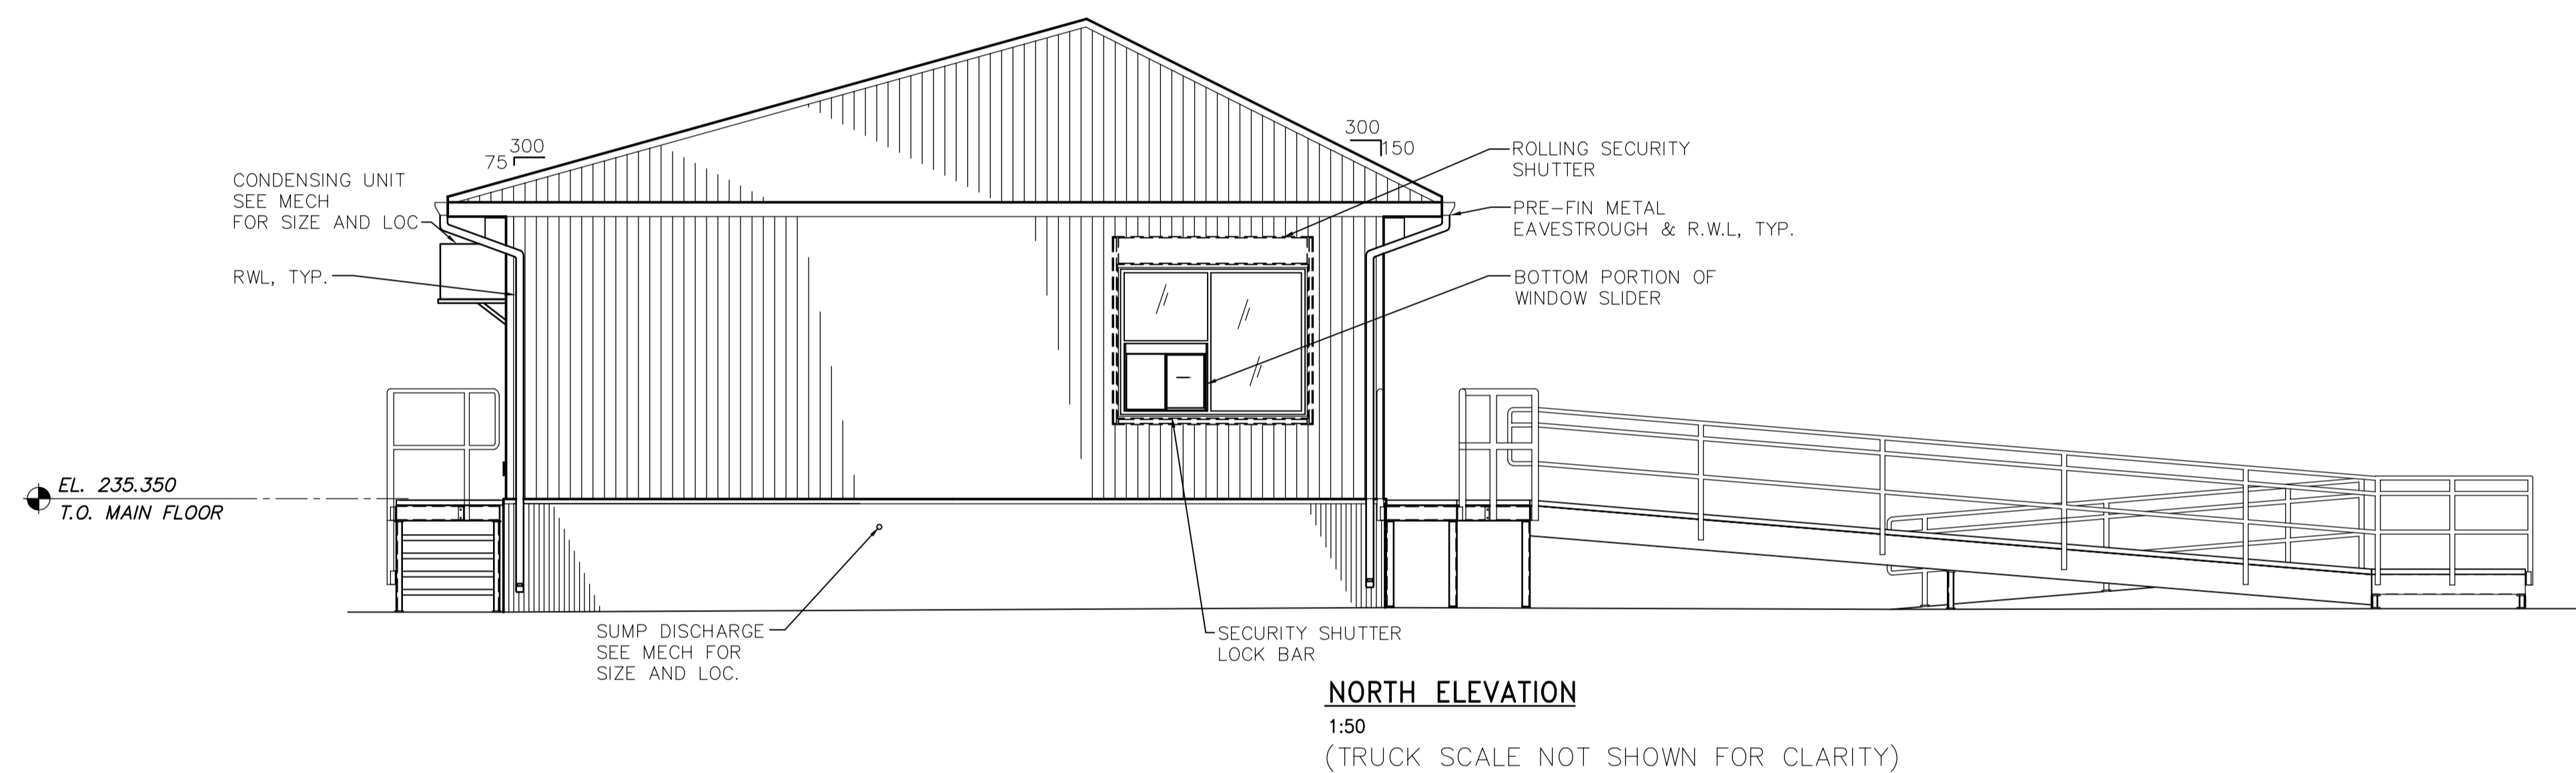 300
75
300
150
CONDENSING UNIT
SEE MECH
FOR SIZE AND LOC
RWL, TYP.
ROLLING SECURITY
SHUTTER
PRE-FIN METAL
EAVESTROUGH & R.W.L, TYP.
BOTTOM PORTION OF
WINDOW SLIDER
EL. 235.350
T.O. MAIN FLOOR
SUMP DISCHARGE
SEE MECH FOR
SIZE AND LOC.
SECURITY SHUTTER
LOCK BAR
NORTH ELEVATION
1:50
(TRUCK SCALE NOT SHOWN FOR CLARITY)